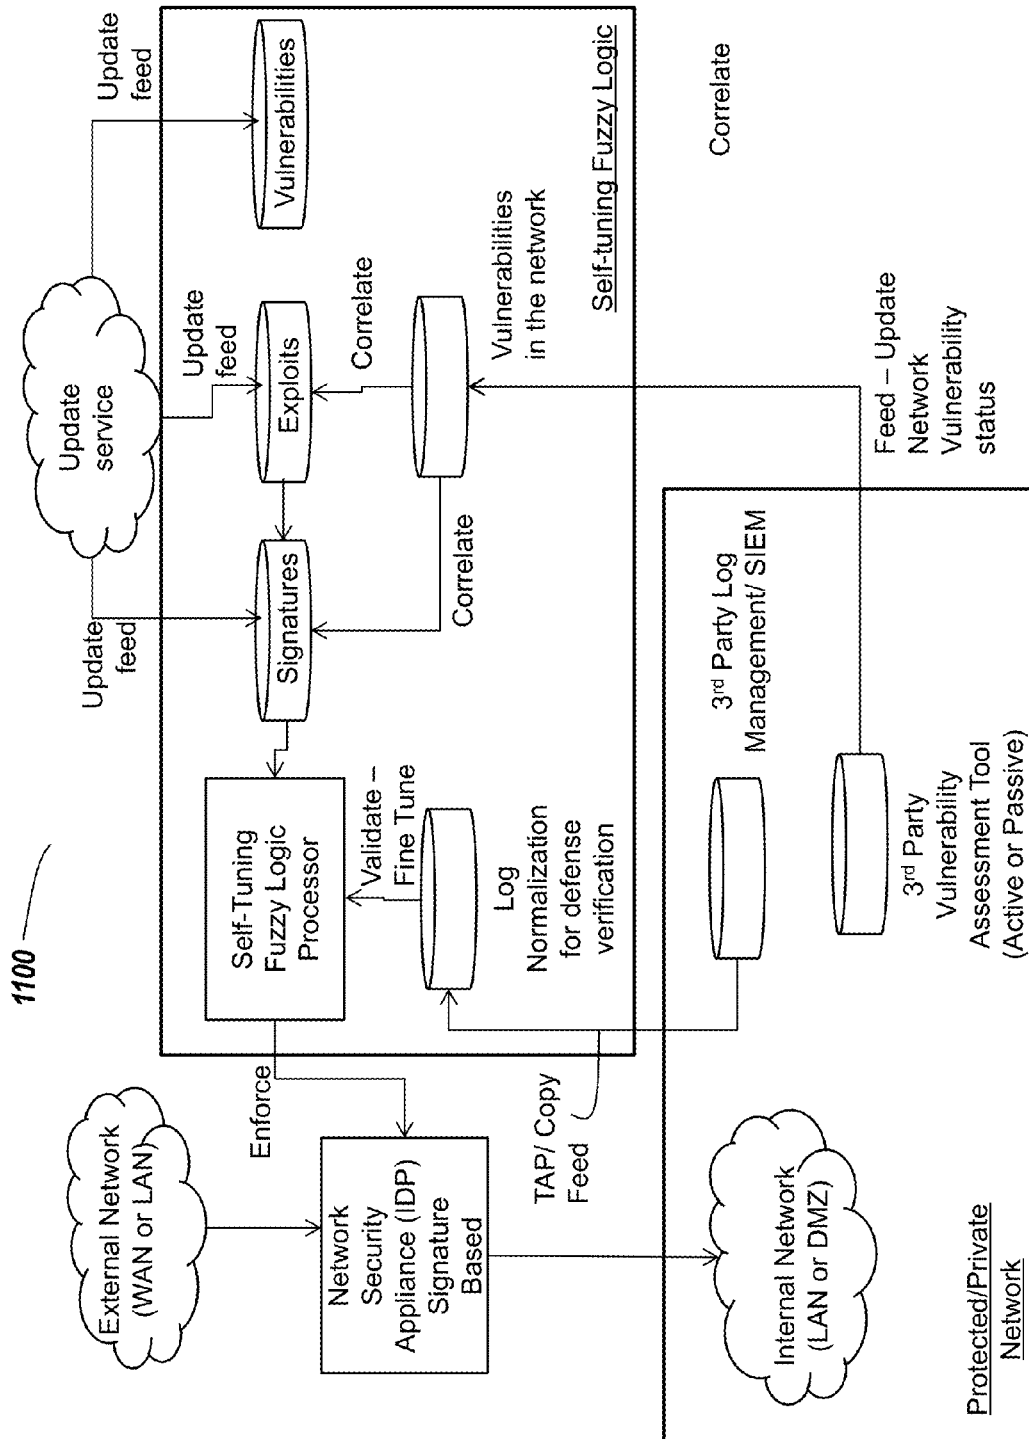 1100
External Network
(WAN or LAN)
Network
Security
Appliance (IDP)
Signature
Based
Enforce
Internal Network
(LAN or DMZ)
Protected/Private
Network
TAP/ Copy
Feed
Self-Tuning
Fuzzy Logic
Processor
Validate –
Fine Tune
Log
Normalization
for defense
verification
Update
service
Update
feed
Update
feed
Update
feed
Signatures
Exploits
Vulnerabilities
Correlate
Correlate
Vulnerabilities
in the network
Self-tuning Fuzzy Logic
Correlate
3rd Party Log
Management/ SIEM
3rd Party
Vulnerability
Assessment Tool
(Active or Passive)
Feed – Update
Network
Vulnerability
status